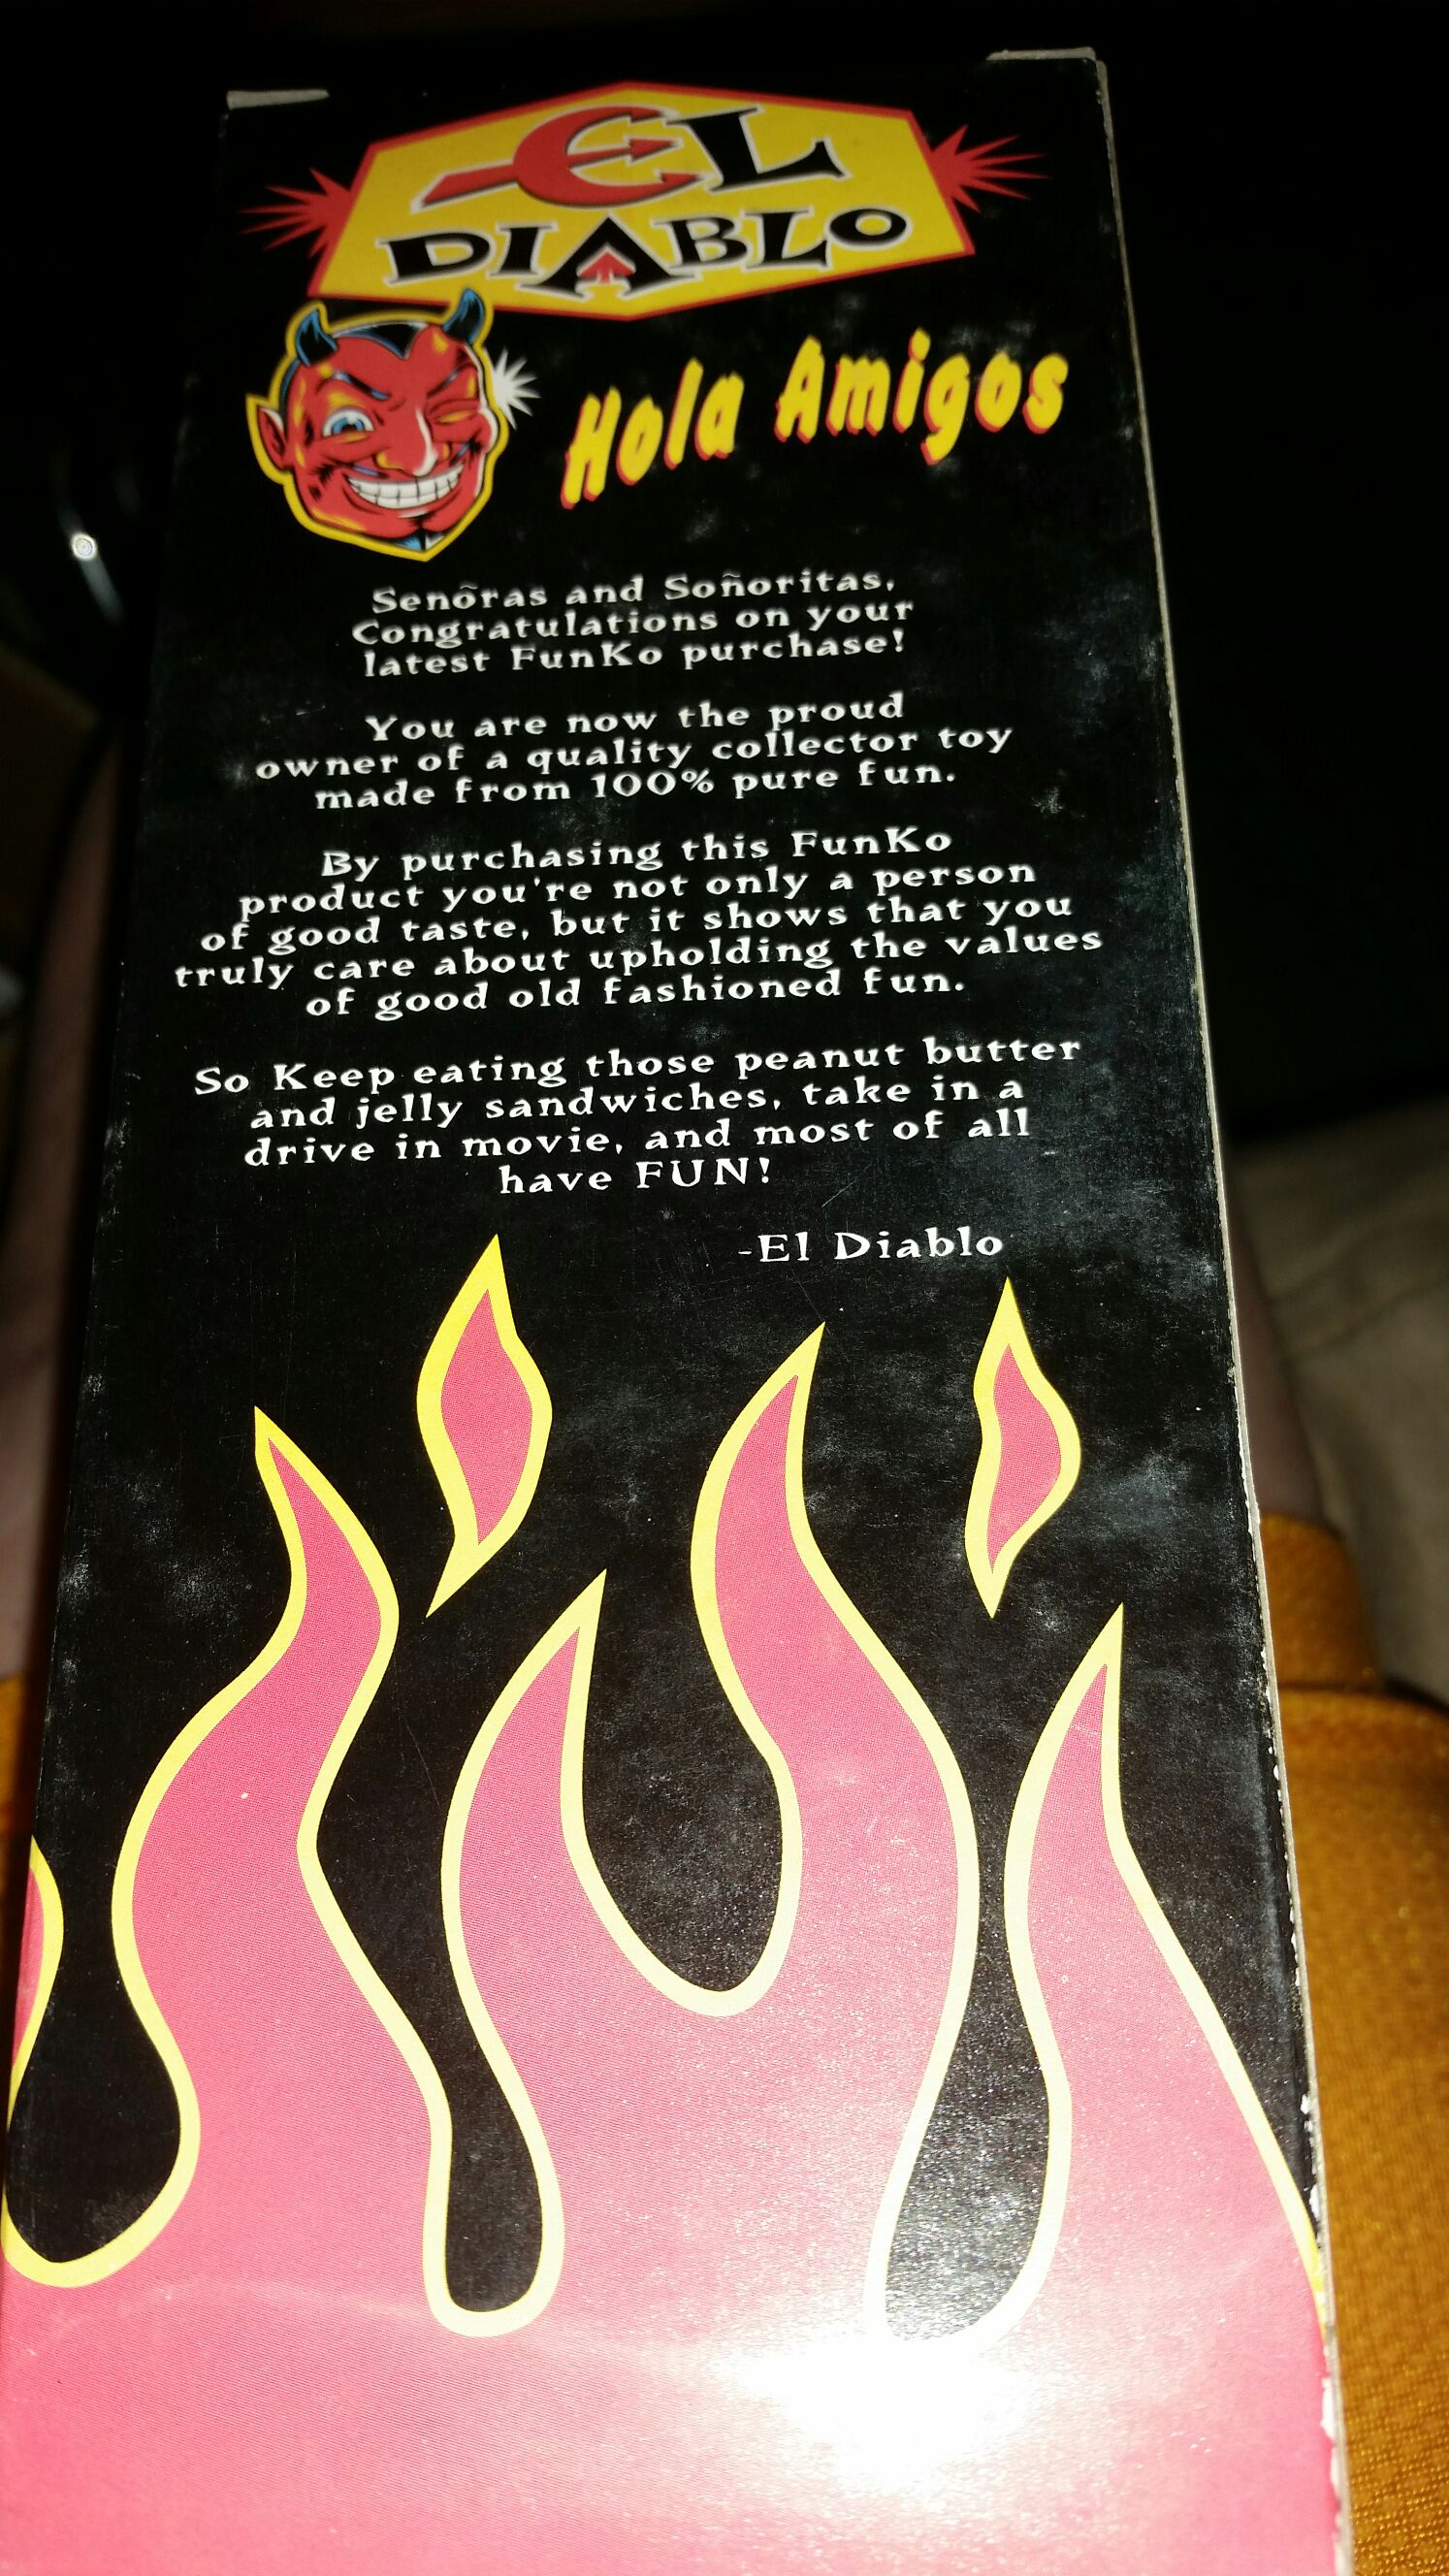 EL
DIABLO
Hola Amigos
Senõras and Soñoritas,
Congratulations on your
latest FunKo purchase!
You are now the proud
owner of a quality collector toy
made from 100% pure fun.
By purchasing this FunKo
product you're not only a person
of good taste, but it shows that you
truly care about upholding the values
of good old fashioned fun.
So Keep eating those peanut butter
and jelly sandwiches, take in a
drive in movie, and most of all
have FUN!
-El Diablo